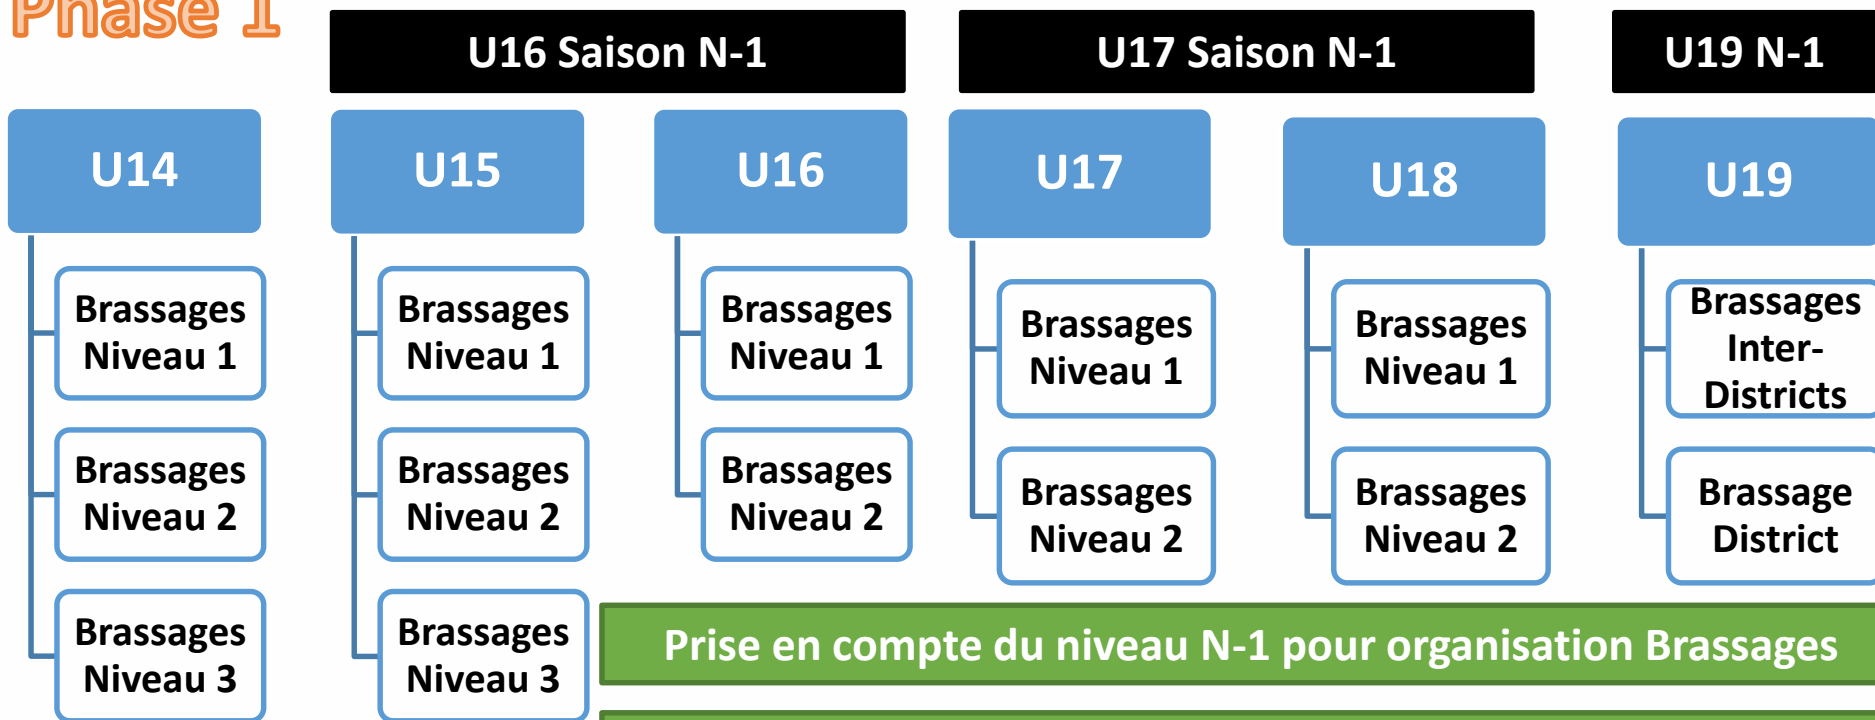 Phase 1
U16 Saison N-1
U17 Saison N-1
U19 N-1
U14
Brassages
Niveau 1
Brassages
Niveau 2
Brassages
Niveau 3
U15
Brassages
Niveau 1
Brassages
Niveau 2
Brassages
Niveau 3
U16
Brassages
Niveau 1
Brassages
Niveau 2
U17
Brassages
Niveau 1
Brassages
Niveau 2
U18
Brassages
Niveau 1
Brassages
Niveau 2
U19
Brassages
Inter-
Districts
Brassage
District
Prise en compte du niveau N-1 pour organisation Brassages